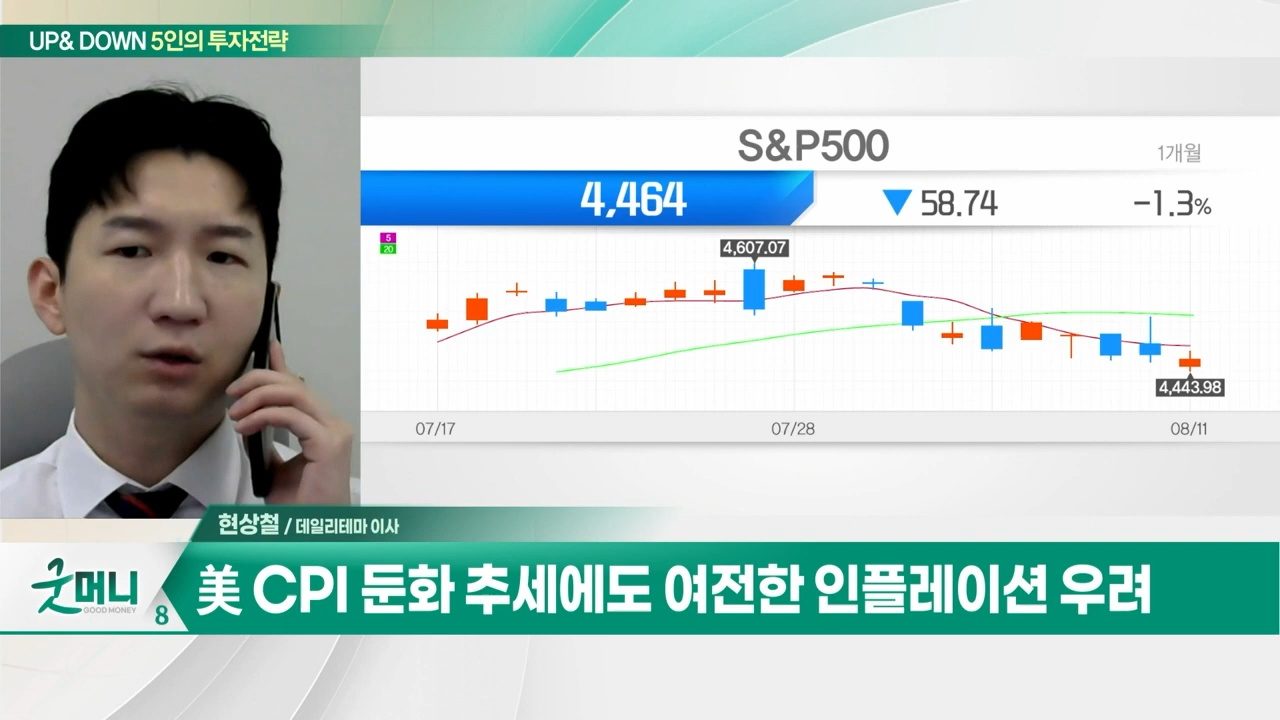 UP& DOWN 5인의 투자전략
S&P500
1개월
4,464
▼ 58.74
-1.3%
5
20
4,607.07
4,443.98
07/17
07/28
08/11
현상철 / 데일리테마 이사
굿머니
GOOD MONEY
8
美 CPI 둔화 추세에도 여전한 인플레이션 우려